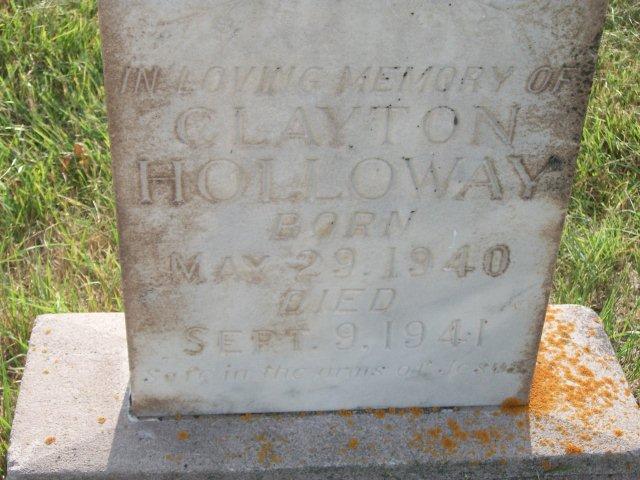 IN LOVING MEMORY OF
CLAYTON
HOLLOWAY
BORN
MAY 29. 1940
DIED
SEPT. 9. 1941
Safe in the arms of Jesus